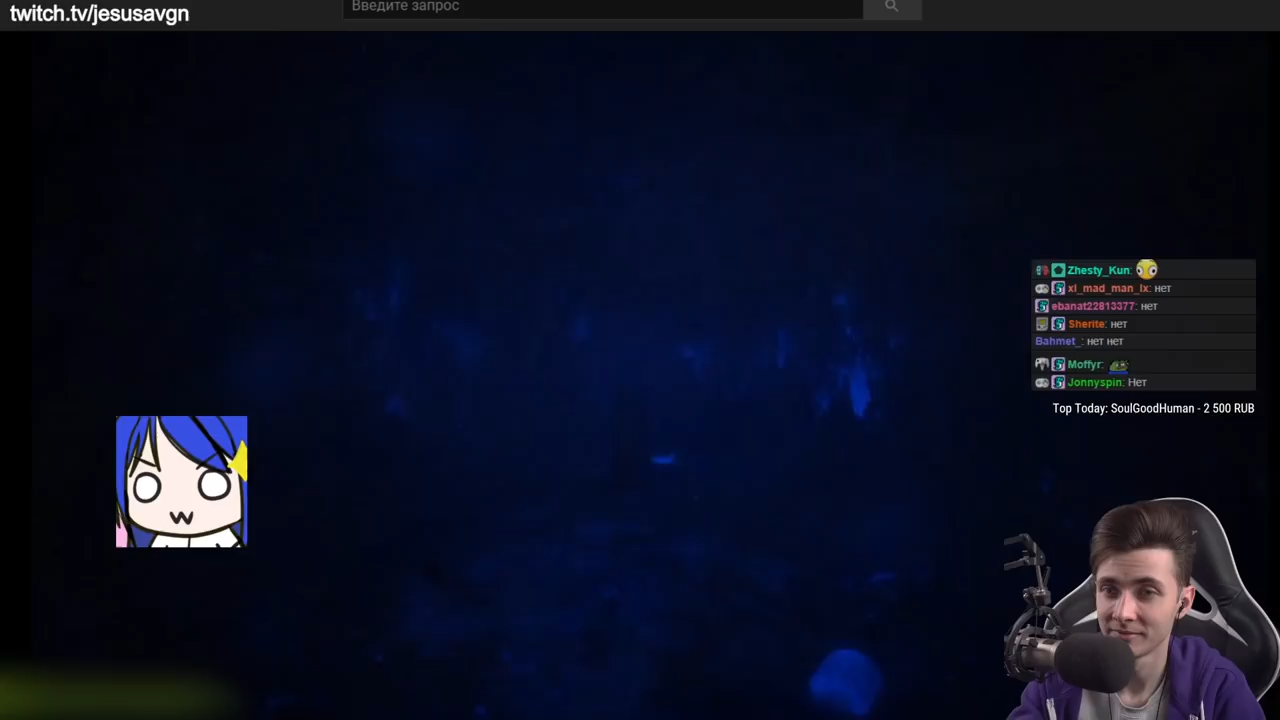 twitch.tv/jesusavgn
Введите запрос
Zhesty_Kun:
xl_mad_man_lx: нет
ebanat22813377: нет
Sherite: нет
Bahmet_: нет нет
Moffyr:
Jonnyspin: Нет
Top Today: SoulGoodHuman - 2 500 RUB